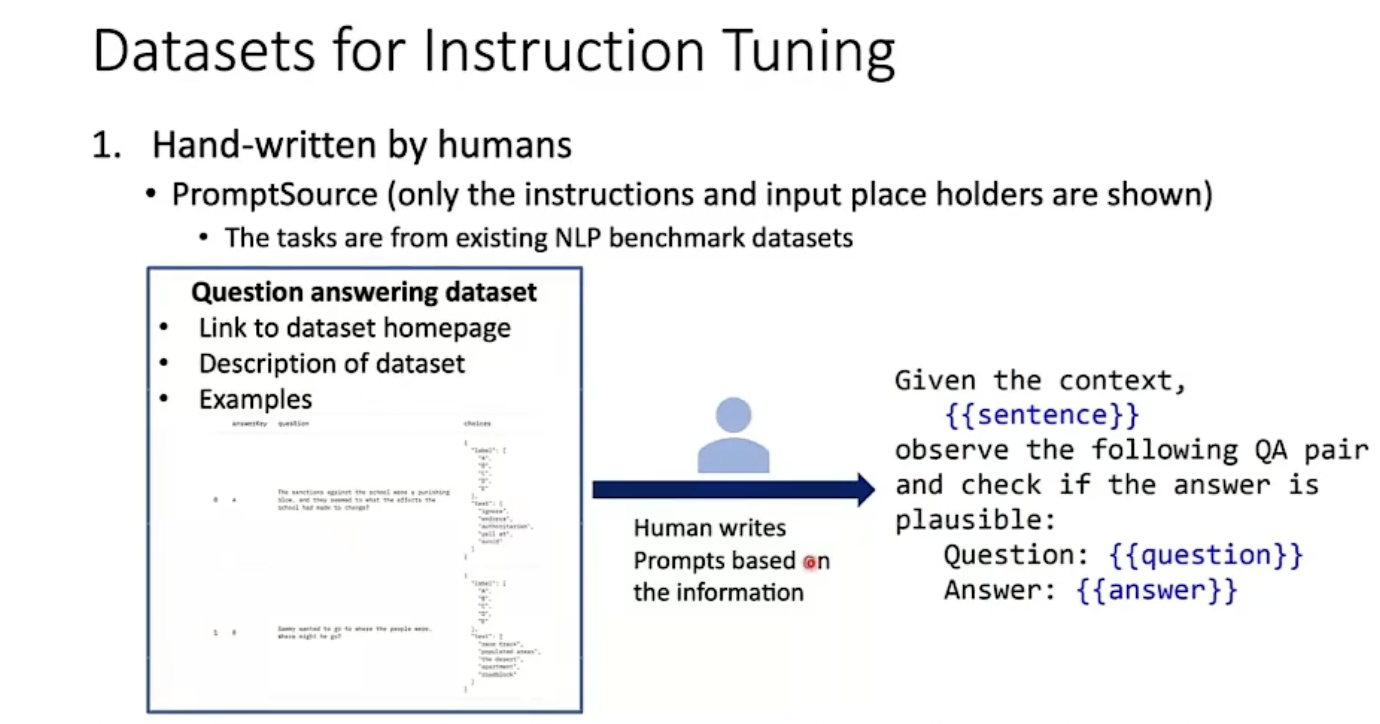 Datasets for Instruction Tuning
1. Hand-written by humans
• PromptSource (only the instructions and input place holders are shown)
• The tasks are from existing NLP benchmark datasets
Question answering dataset
• Link to dataset homepage
• Description of dataset
• Examples
answerKey question choices
{
"label": [
"A",
"B",
"C",
"D",
"E"
],
The sanctions against the school were a punishing
blow, and they seemed to what the efforts the
school had made to change?
0 A
"text": [
"ignore",
"enforce",
"authoritarian",
"yell at",
"avoid"
]
}
{
"label": [
"A",
"B",
"C",
"D",
"E"
],
Sammy wanted to go to where the people were.
Where might he go?
1 B
"text": [
"race track",
"populated areas",
"the desert",
"apartment",
"roadblock"
]
}
Human writes
Prompts based on
the information
Given the context,
{{sentence}}
observe the following QA pair
and check if the answer is
plausible:
Question: {{question}}
Answer: {{answer}}